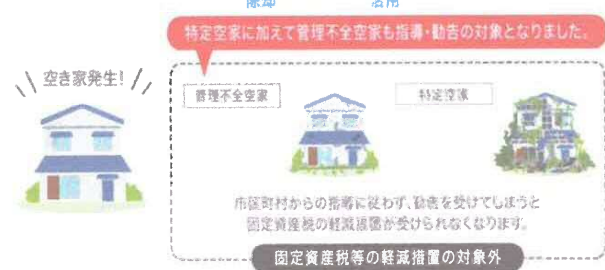 除却 活用
特定空家に加えて管理不全空家も指導・勧告の対象となりました。
空き家発生!
管理不全空家 特定空家
市区町村からの指導に従わず、勧告を受けてしまうと
固定資産税の軽減措置が受けられなくなります。
固定資産税等の軽減措置の対象外